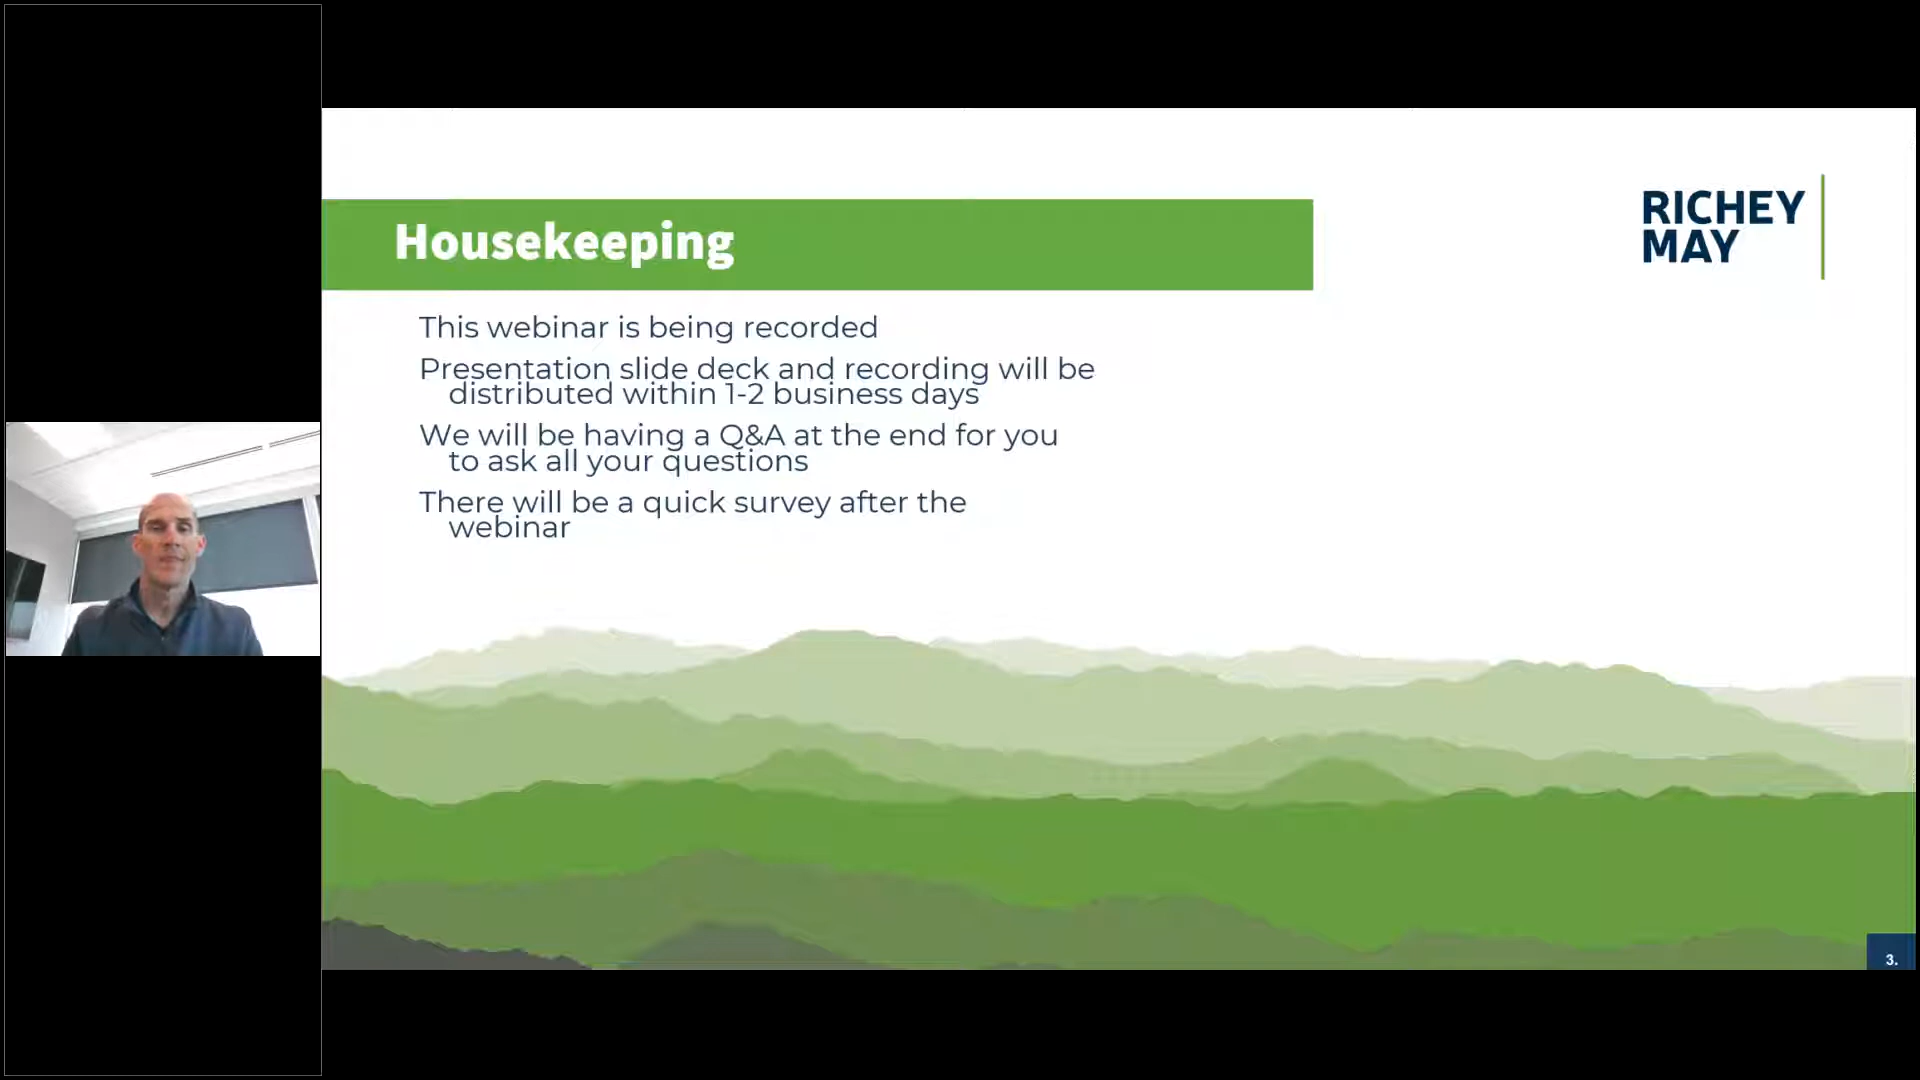 Housekeeping
RICHEY
MAY
This webinar is being recorded
Presentation slide deck and recording will be
distributed within 1-2 business days
We will be having a Q&A at the end for you
to ask all your questions
There will be a quick survey after the
webinar
3.